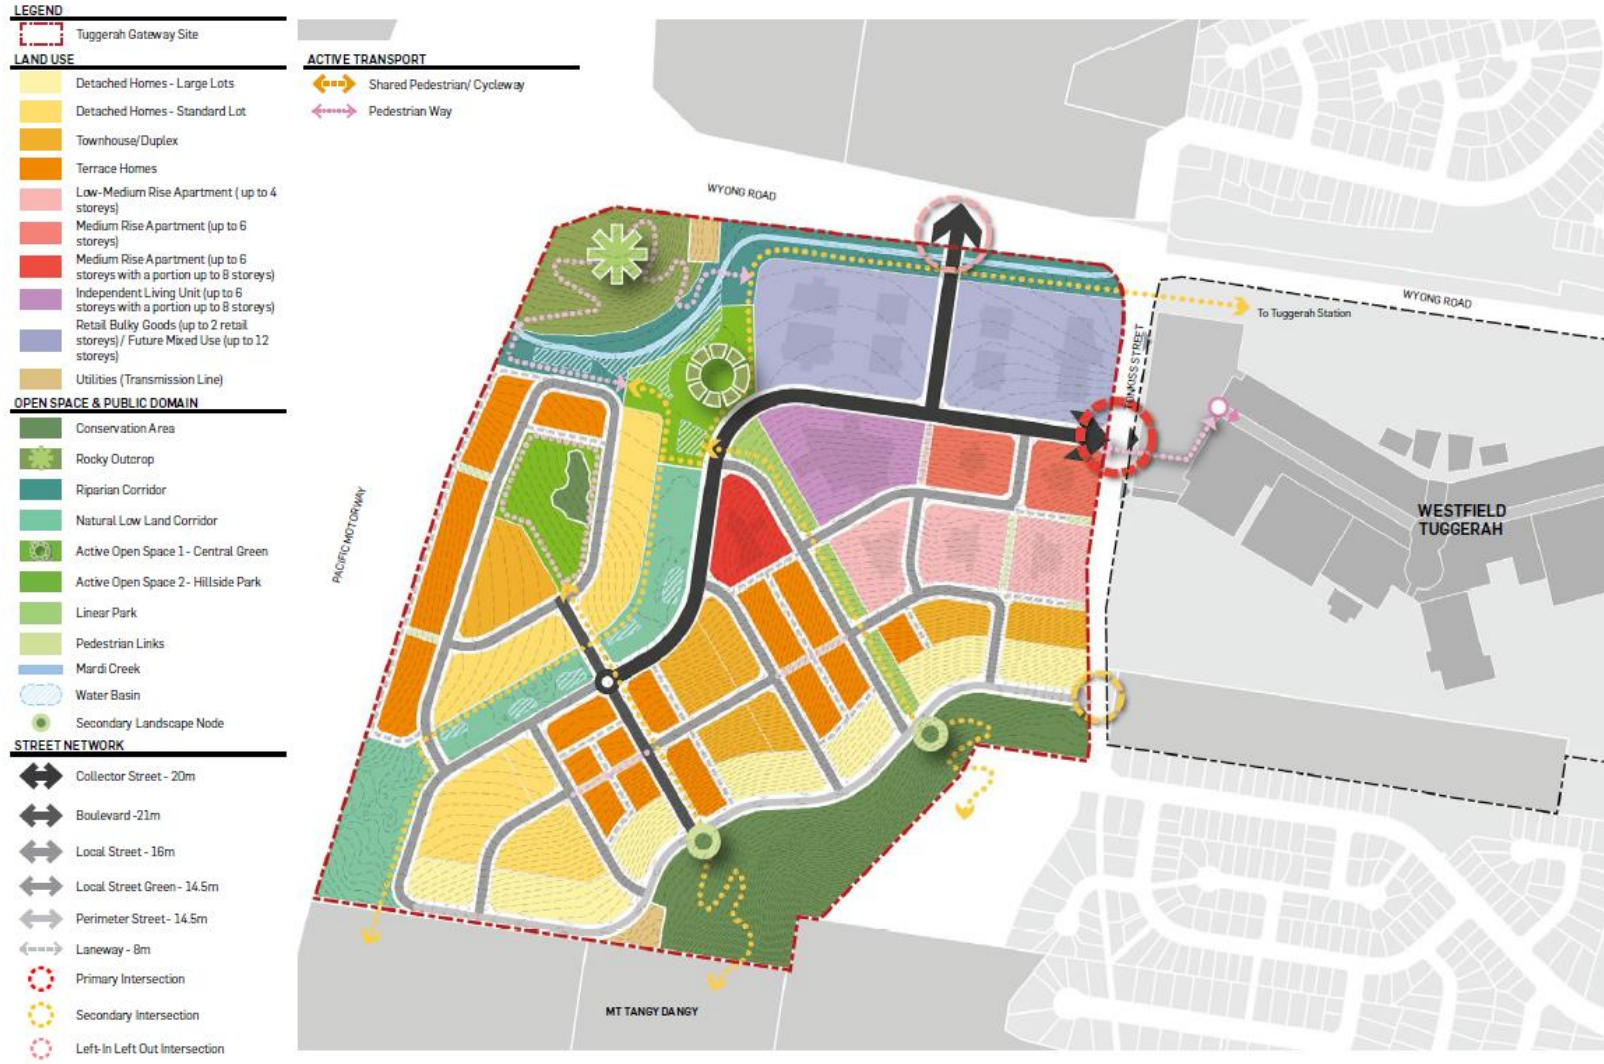 LEGEND
Tuggerah Gateway Site
LAND USE
Detached Homes - Large Lots
Detached Homes - Standard Lot
Townhouse/Duplex
Terrace Homes
Low-Medium Rise Apartment ( up to 4
storeys)
Medium Rise Apartment (up to 6
storeys)
Medium Rise Apartment (up to 6
storeys with a portion up to 8 storeys)
Independent Living Unit (up to 6
storeys with a portion up to 8 storeys)
Retail Bulky Goods (up to 2 retail
storeys) / Future Mixed Use (up to 12
storeys)
Utilities (Transmission Line)
OPEN SPACE & PUBLIC DOMAIN
Conservation Area
Rocky Outcrop
Riparian Corridor
Natural Low Land Corridor
Active Open Space 1 - Central Green
Active Open Space 2 - Hillside Park
Linear Park
Pedestrian Links
Mardi Creek
Water Basin
Secondary Landscape Node
STREET NETWORK
Collector Street - 20m
Boulevard -21m
Local Street - 16m
Local Street Green - 14.5m
Perimeter Street - 14.5m
Laneway - 8m
Primary Intersection
Secondary Intersection
Left-In Left Out Intersection
ACTIVE TRANSPORT
Shared Pedestrian/ Cycleway
Pedestrian Way
WYONG ROAD
WYONG ROAD
To Tuggerah Station
TONKISS STREET
PACIFIC MOTORWAY
WESTFIELD
TUGGERAH
MT TANGY DANGY